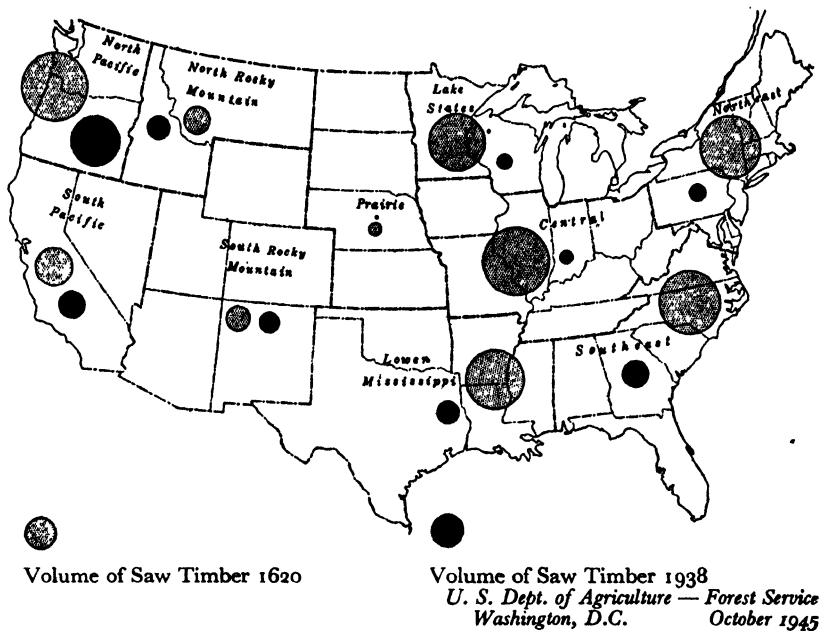 North
Pacific
North Rocky
Mountain
Lake
States
Northeast
South
Pacific
Prairie
Central
South Rocky
Mountain
Southeast
Lower
Mississippi
Volume of Saw Timber 1620
Volume of Saw Timber 1938
U. S. Dept. of Agriculture — Forest Service
Washington, D.C. October 1945